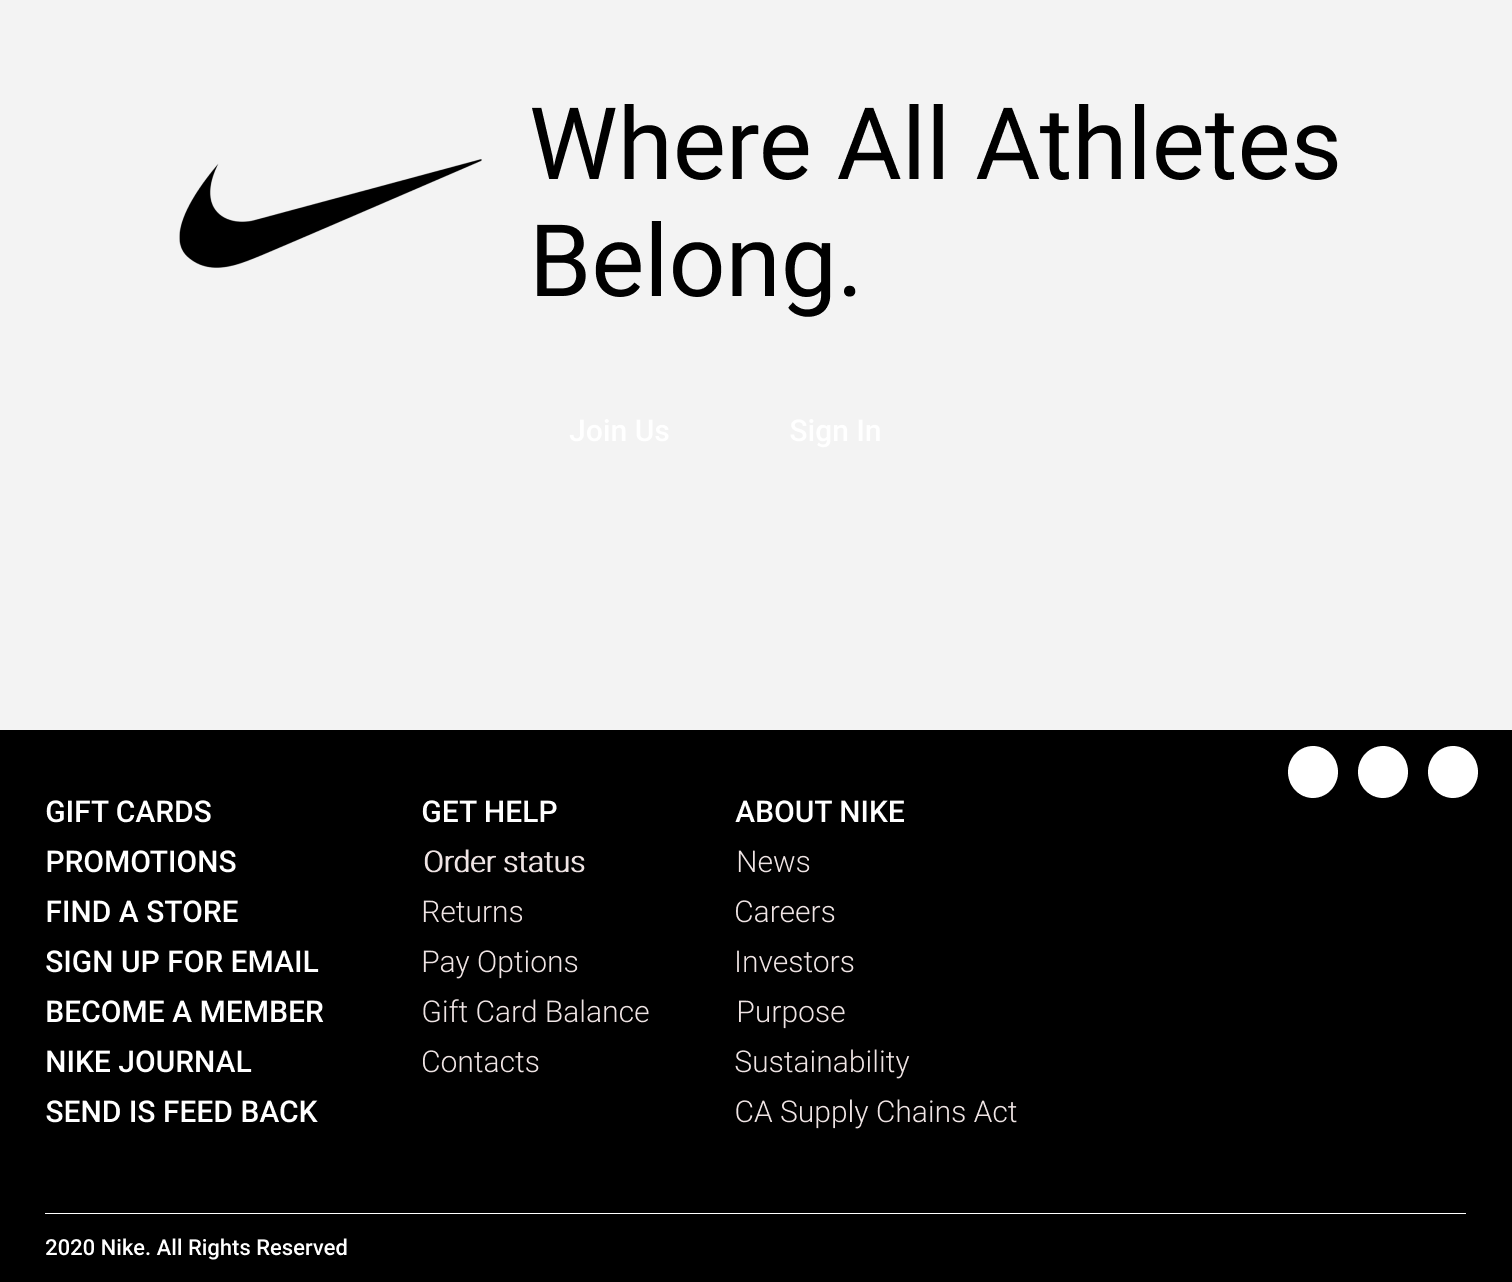 Where All Athletes
Belong.
Join Us
Sign In
GIFT CARDS
PROMOTIONS
FIND A STORE
SIGN UP FOR EMAIL
BECOME A MEMBER
NIKE JOURNAL
SEND IS FEED BACK
GET HELP
Order status
Returns
Pay Options
Gift Card Balance
Contacts
ABOUT NIKE
News
Careers
Investors
Purpose
Sustainability
CA Supply Chains Act
2020 Nike. All Rights Reserved